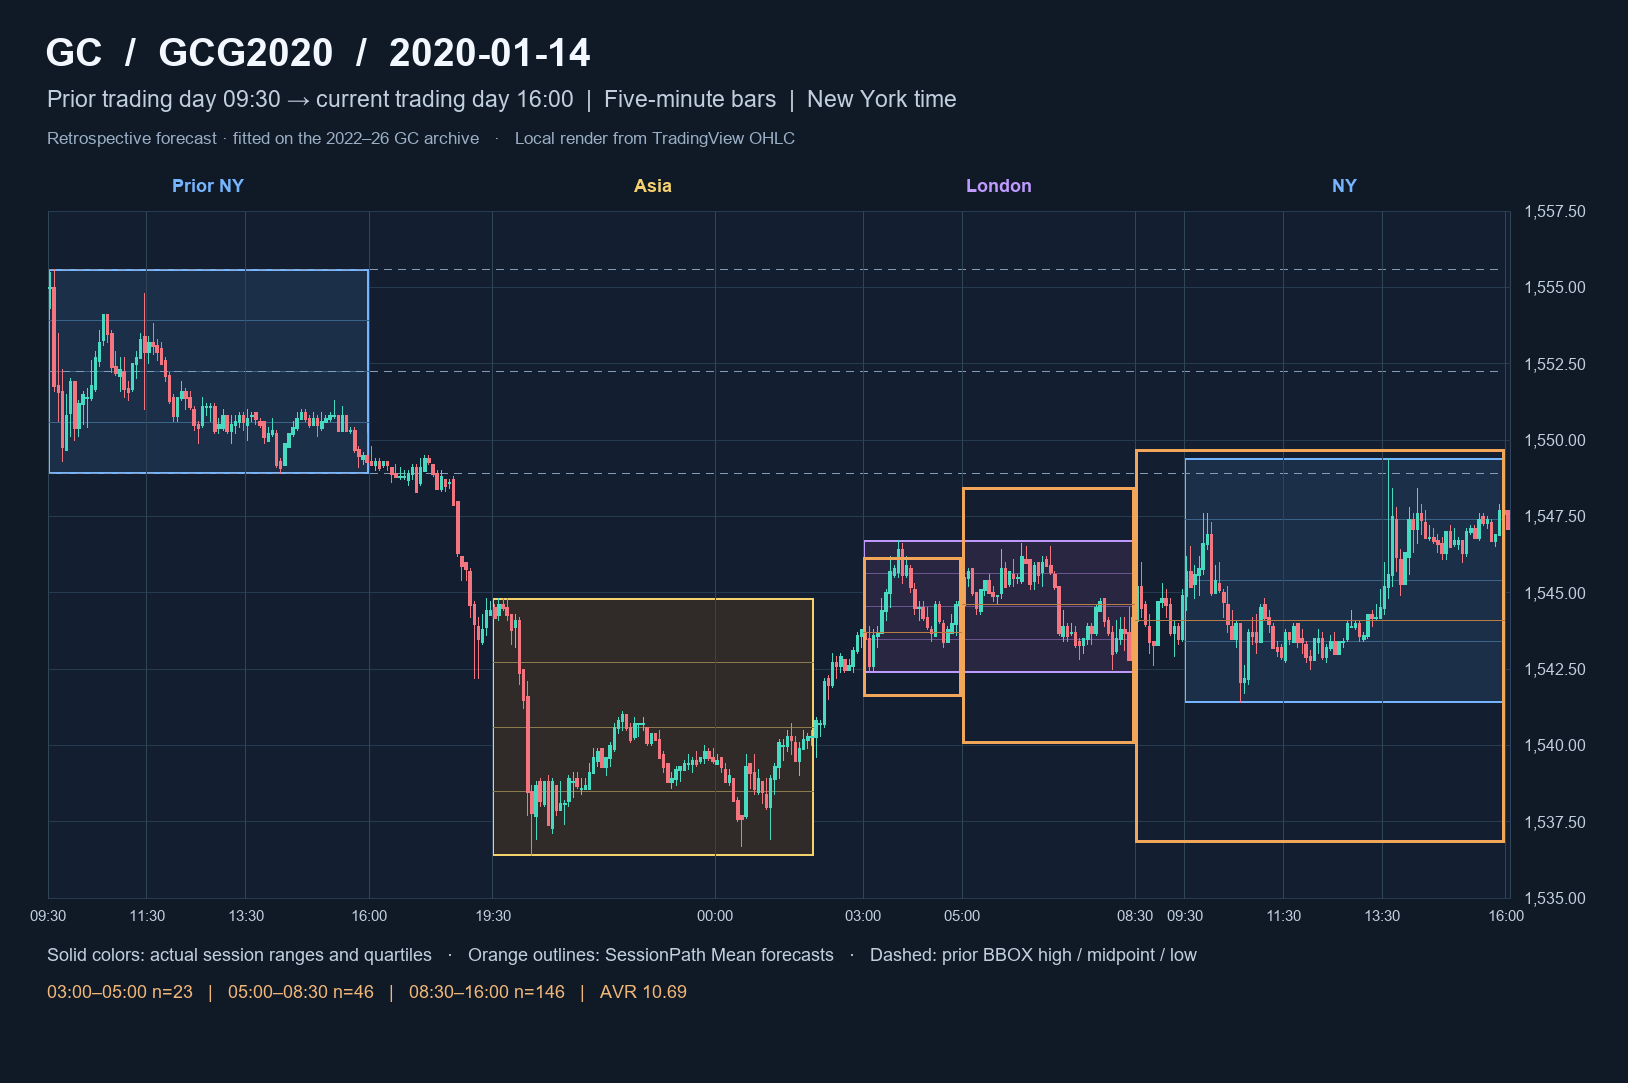 GC / GCG2020 / 2020-01-14
Prior trading day 09:30 → current trading day 16:00 | Five-minute bars | New York time
Retrospective forecast · fitted on the 2022–26 GC archive · Local render from TradingView OHLC
Prior NY Asia London NY
1,557.50
1,555.00
1,552.50
1,550.00
1,547.50
1,545.00
1,542.50
1,540.00
1,537.50
1,535.00
09:30 11:30 13:30 16:00 19:30 00:00 03:00 05:00 08:30 09:30 11:30 13:30 16:00
Solid colors: actual session ranges and quartiles · Orange outlines: SessionPath Mean forecasts · Dashed: prior BBOX high / midpoint / low
03:00–05:00 n=23 | 05:00–08:30 n=46 | 08:30–16:00 n=146 | AVR 10.69